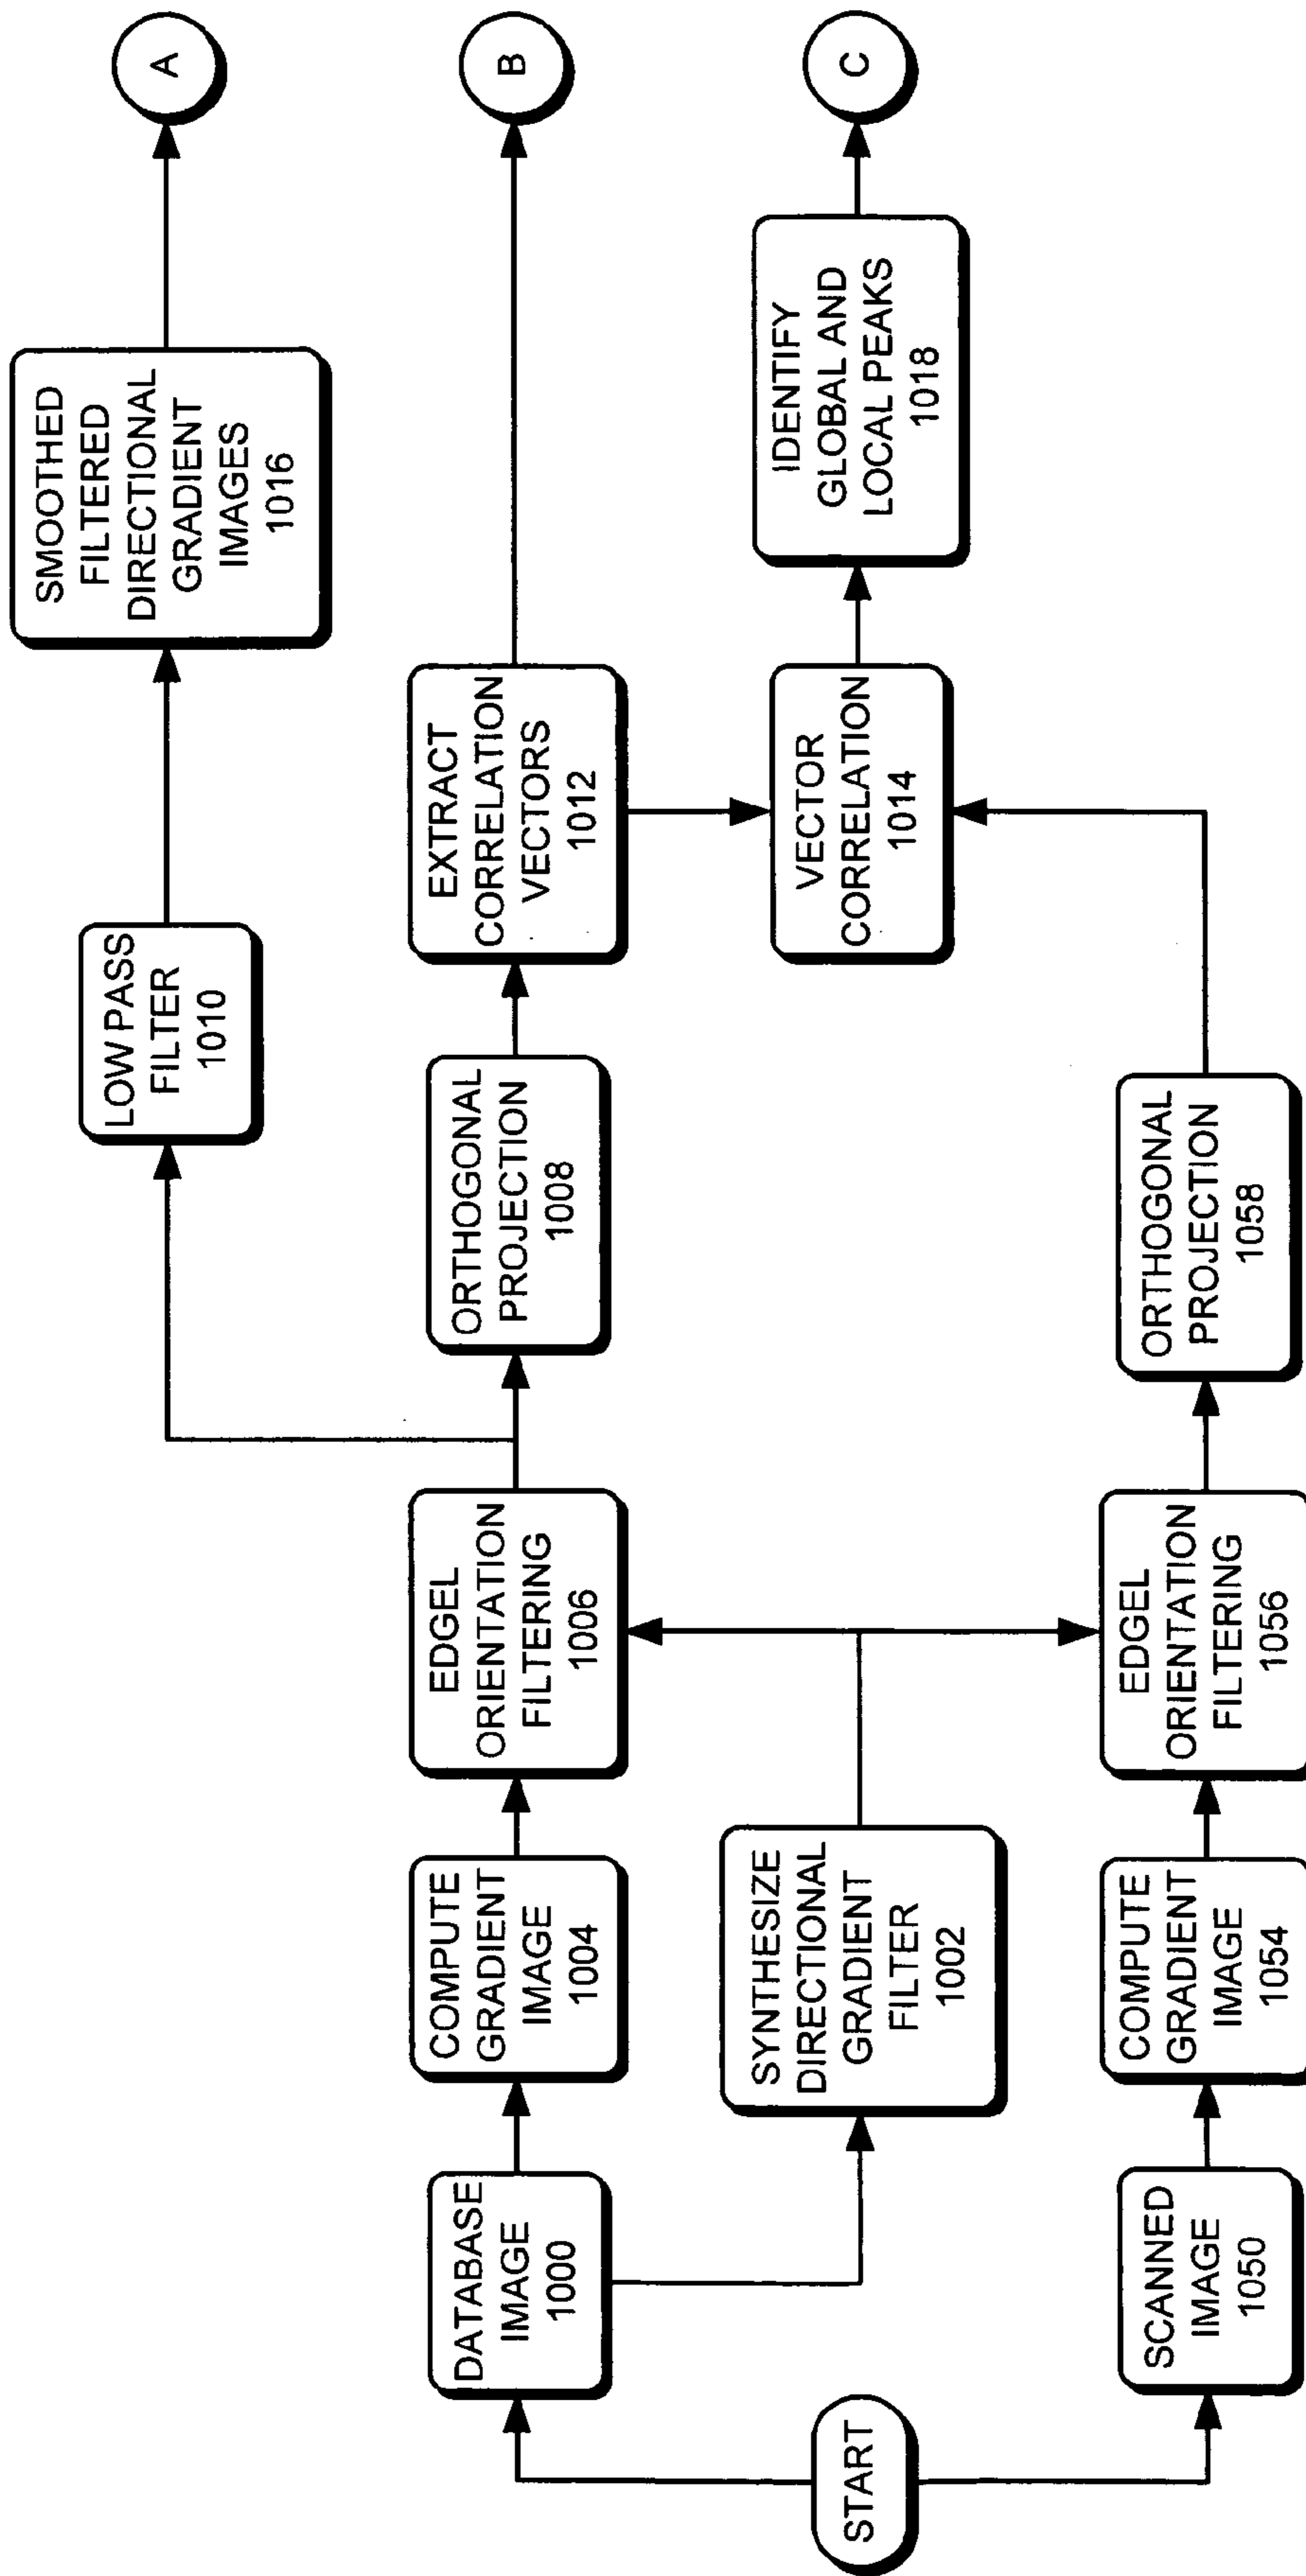 START
DATABASE
IMAGE
1000
COMPUTE
GRADIENT
IMAGE
1004
EDGEL
ORIENTATION
FILTERING
1006
ORTHOGONAL
PROJECTION
1008
EXTRACT
CORRELATION
VECTORS
1012
B
LOW PASS
FILTER
1010
SMOOTHED
FILTERED
DIRECTIONAL
GRADIENT
IMAGES
1016
A
SYNTHESIZE
DIRECTIONAL
GRADIENT
FILTER
1002
VECTOR
CORRELATION
1014
IDENTIFY
GLOBAL AND
LOCAL PEAKS
1018
C
SCANNED
IMAGE
1050
COMPUTE
GRADIENT
IMAGE
1054
EDGEL
ORIENTATION
FILTERING
1056
ORTHOGONAL
PROJECTION
1058